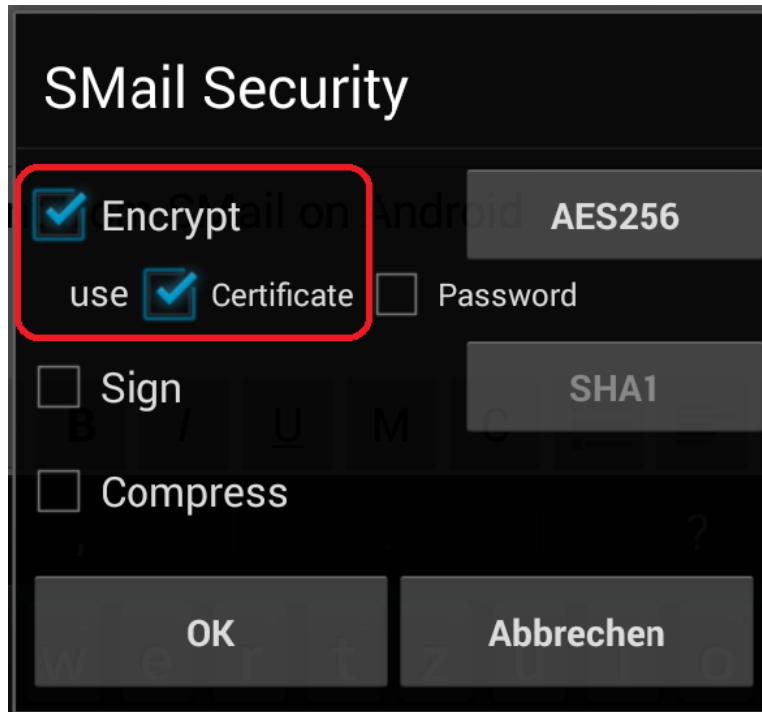 SMail Security
Encrypt
AES256
use Certificate Password
Sign
SHA1
B I U M C
Compress
, . ?
OK Abbrechen
w e r t z u i o